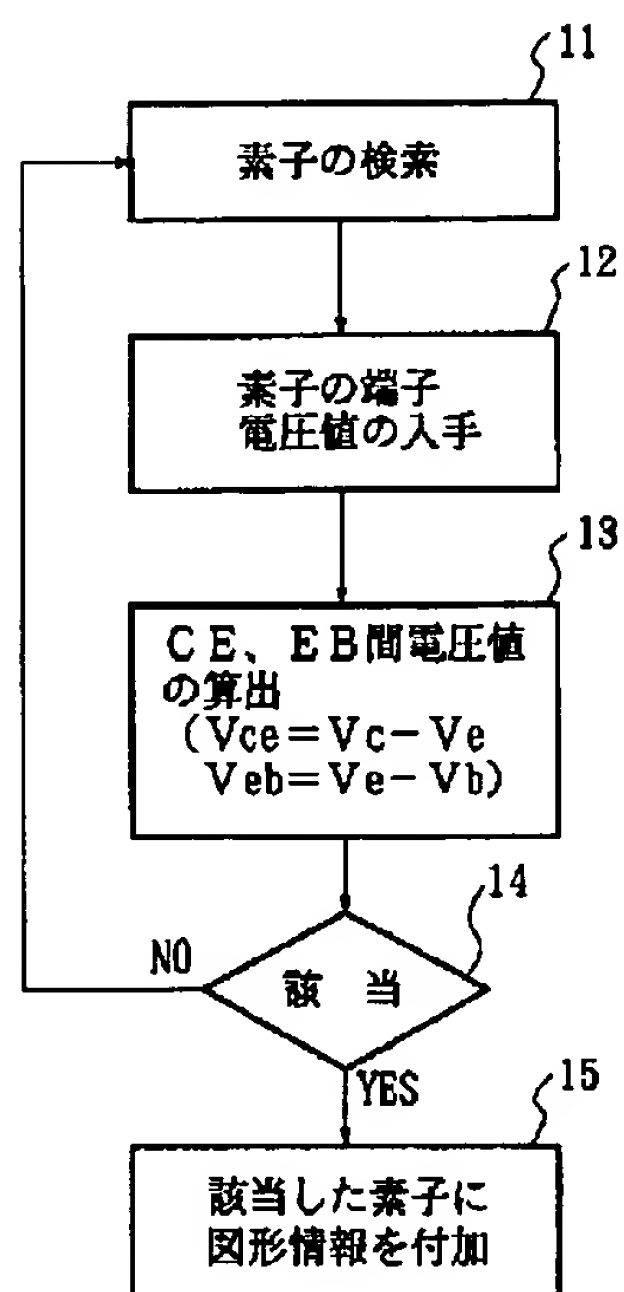 11
素子の検索
12
素子の端子
電圧値の入手
13
CE、EB間電圧値
の算出
(Vce=Vc-Ve
Veb=Ve-Vb)
14
NO
該 当
YES
15
該当した素子に
図形情報を付加